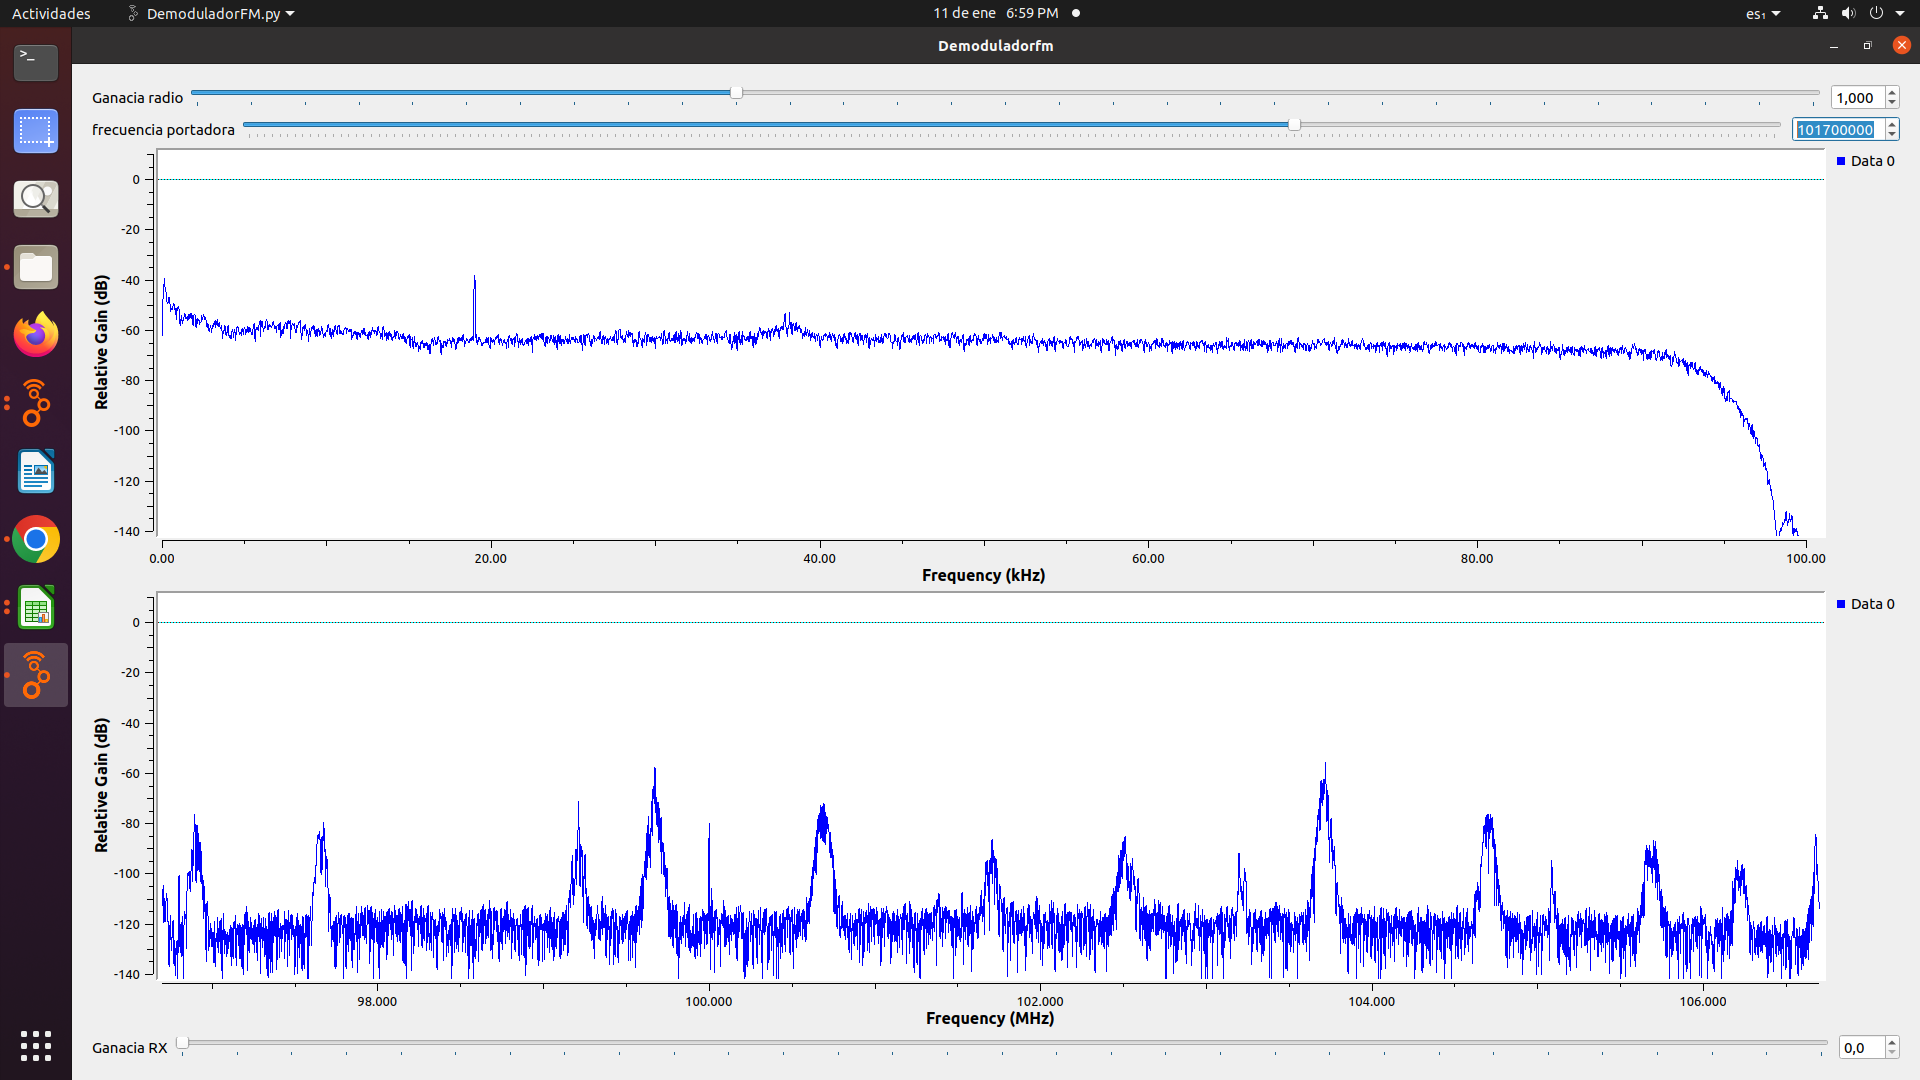 Actividades DemoduladorFM.py 11 de ene 6:59 PM es₁
Demoduladorfm
Ganacia radio 1,000
frecuencia portadora 101700000
Data 0
0
-20
-40
-60
-80
-100
-120
-140
Relative Gain (dB)
0.00 20.00 40.00 60.00 80.00 100.00
Frequency (kHz)
Data 0
0
-20
-40
-60
-80
-100
-120
-140
Relative Gain (dB)
98.000 100.000 102.000 104.000 106.000
Frequency (MHz)
Ganacia RX 0,0